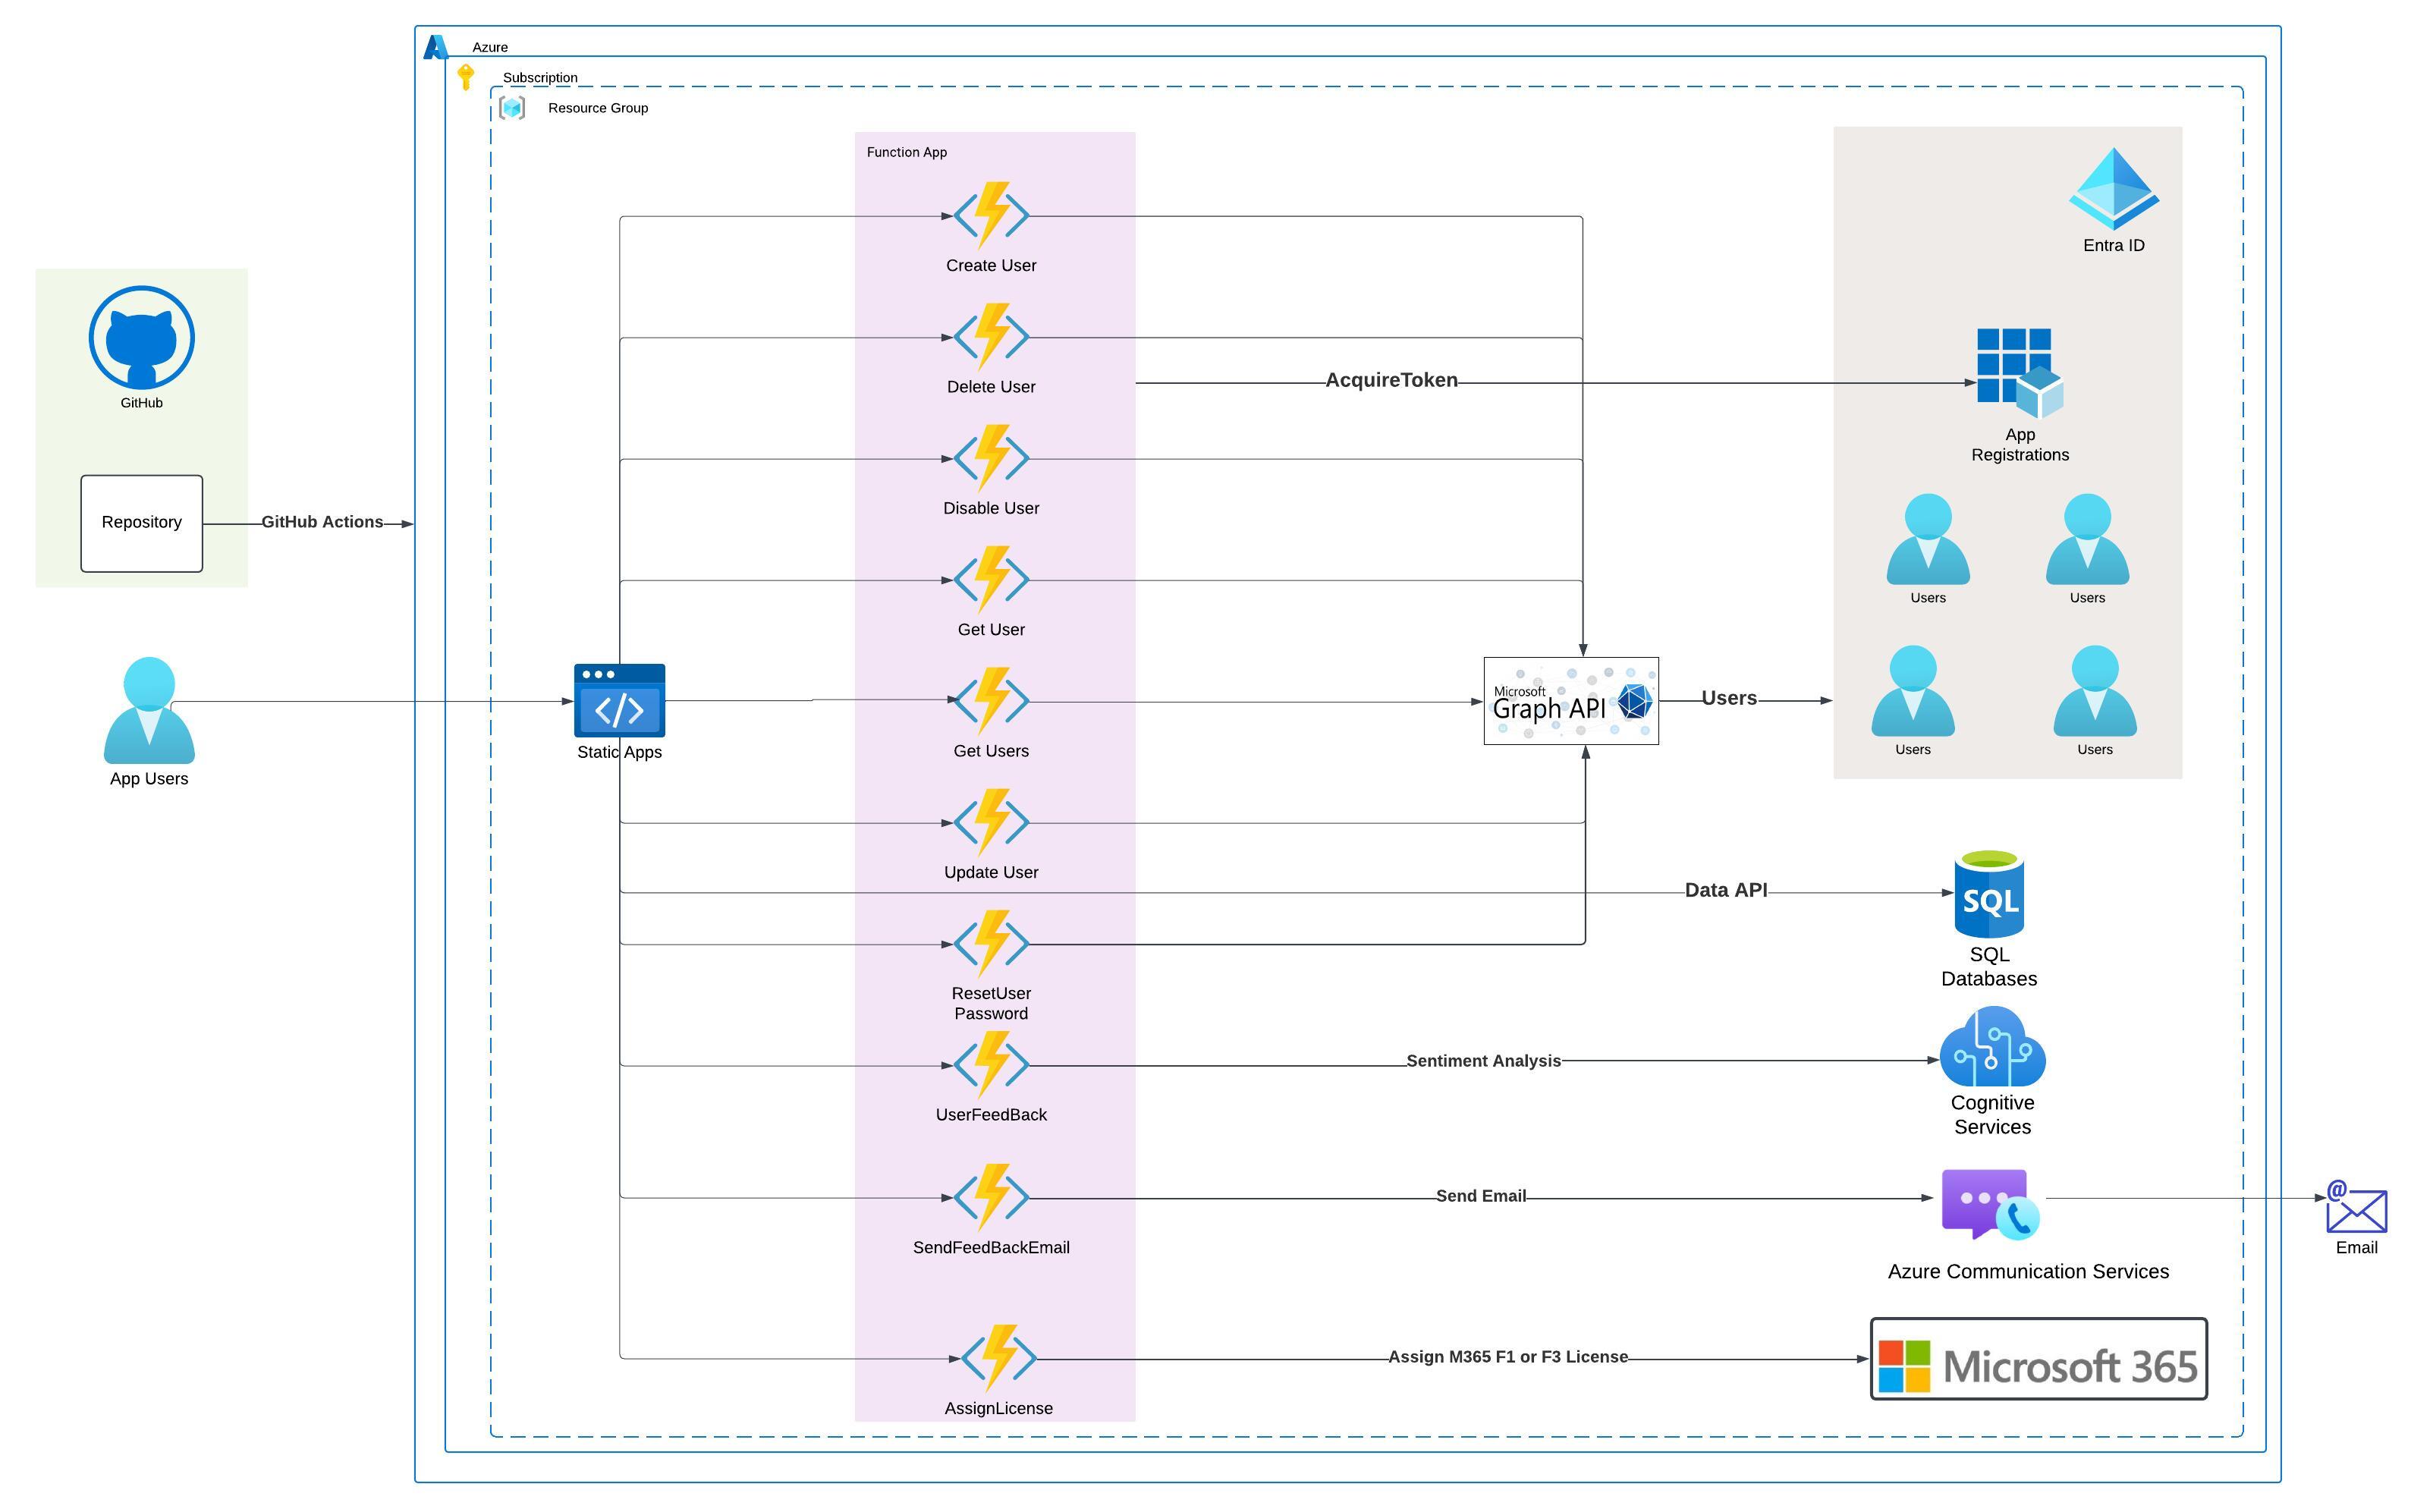 Azure
Subscription
Resource Group
Function App
Create User
Entra ID
GitHub
Delete User
AcquireToken
App
Registrations
Disable User
Repository
GitHub Actions
Users
Users
Get User
Static Apps
App Users
Get Users
Microsoft
Graph API
Users
Users
Users
Update User
Data API
SQL
SQL
Databases
ResetUser
Password
UserFeedBack
Sentiment Analysis
Cognitive
Services
SendFeedBackEmail
Send Email
Azure Communication Services
@
Email
AssignLicense
Assign M365 F1 or F3 License
Microsoft 365